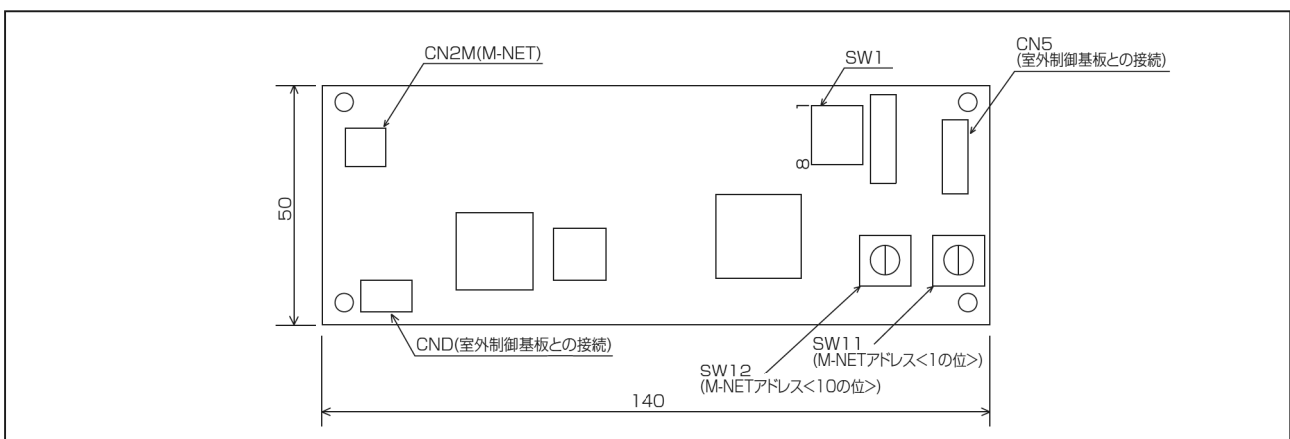 CN2M(M-NET)
SW1
CN5
(室外制御基板との接続)
1
8
50
CND(室外制御基板との接続)
SW11
(M-NETアドレス<1の位>)
SW12
(M-NETアドレス<10の位>)
140